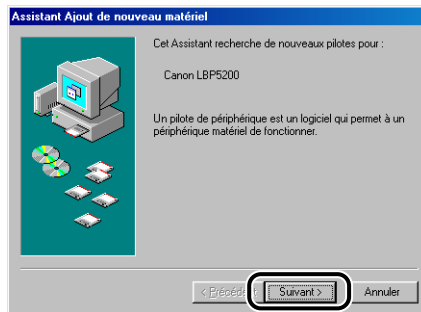 Assistant Ajout de nouveau matériel
Cet Assistant recherche de nouveaux pilotes pour :
Canon LBP5200
Un pilote de périphérique est un logiciel qui permet à un
périphérique matériel de fonctionner.
< Précédent Suivant > Annuler